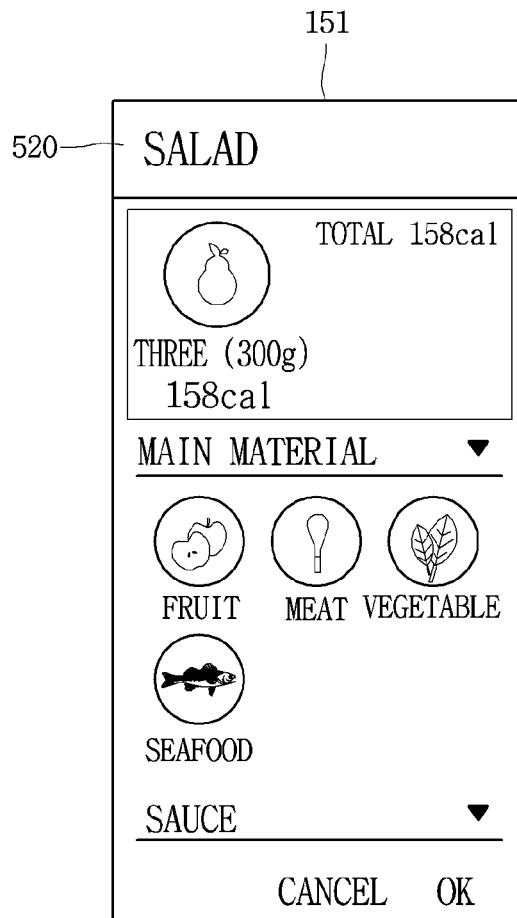 151
520
SALAD
TOTAL 158cal
THREE (300g)
158cal
MAIN MATERIAL
FRUIT MEAT VEGETABLE
SEAFOOD
SAUCE
CANCEL OK